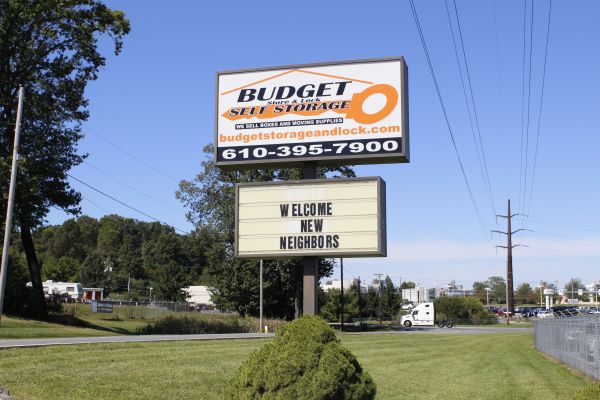 BUDGET
Store & Lock
SELF STORAGE
WE SELL BOXES AND MOVING SUPPLIES
budgetstorageandlock.com
610-395-7900
WELCOME
NEW
NEIGHBORS